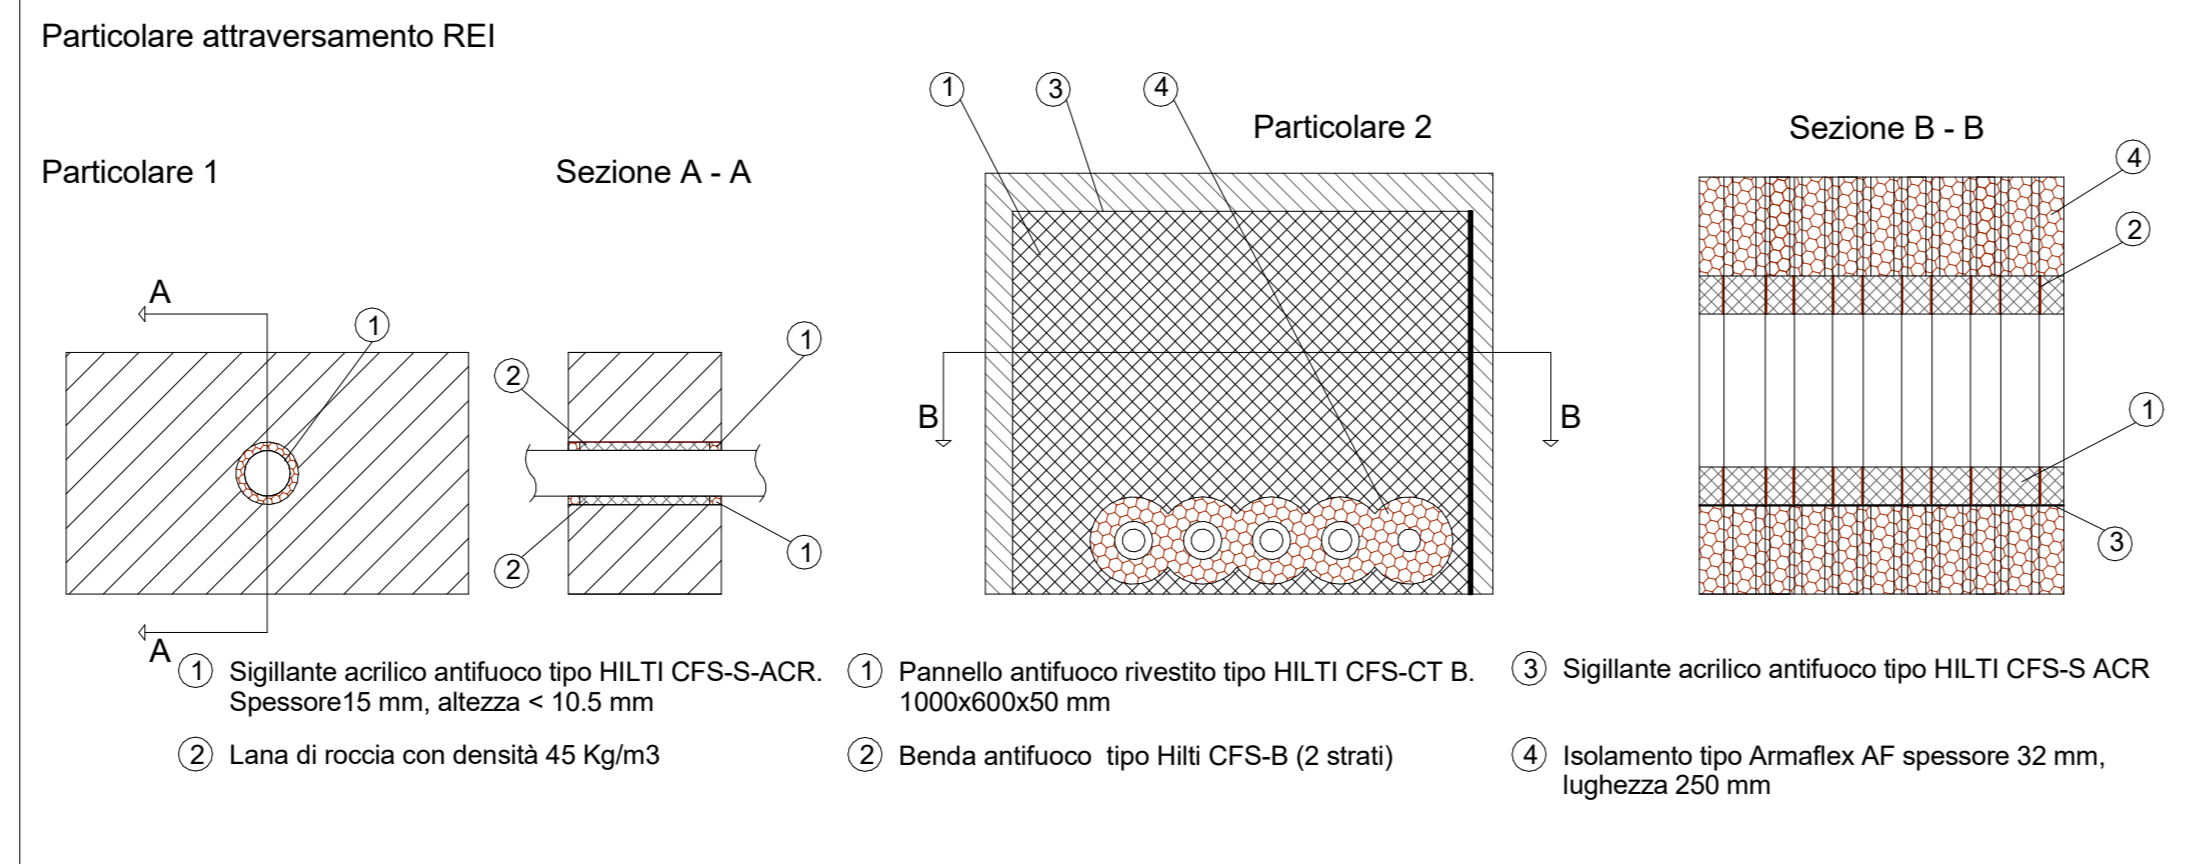 Particolare attraversamento REI
Particolare 1
Sezione A - A
Particolare 2
Sezione B - B
A
A
1
2
2
1
1
1
3
4
B
B
4
2
1
3
1 Sigillante acrilico antifuoco tipo HILTI CFS-S-ACR.
Spessore15 mm, altezza < 10.5 mm
2 Lana di roccia con densità 45 Kg/m3
1 Pannello antifuoco rivestito tipo HILTI CFS-CT B.
1000x600x50 mm
2 Benda antifuoco tipo Hilti CFS-B (2 strati)
3 Sigillante acrilico antifuoco tipo HILTI CFS-S ACR
4 Isolamento tipo Armaflex AF spessore 32 mm,
lughezza 250 mm